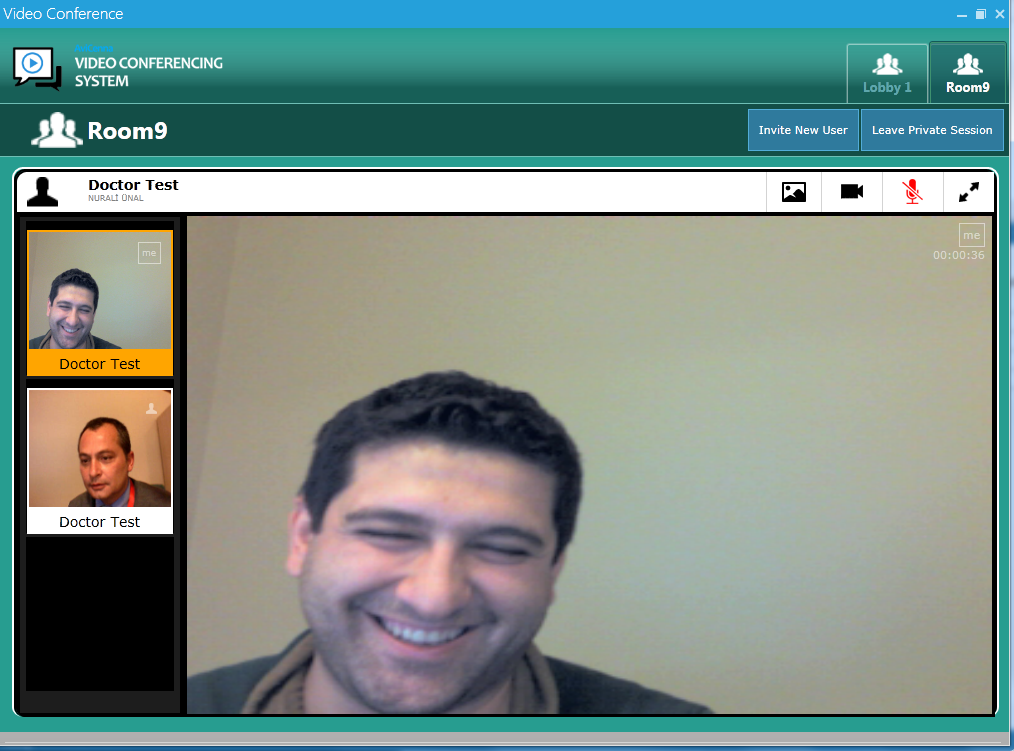 Video Conference
VIDEO CONFERENCING
SYSTEM
Lobby 1
Room9
Room9
Invite New User
Leave Private Session
Doctor Test
NURALİ ÜNAL
me
Doctor Test
Doctor Test
me
00:00:36